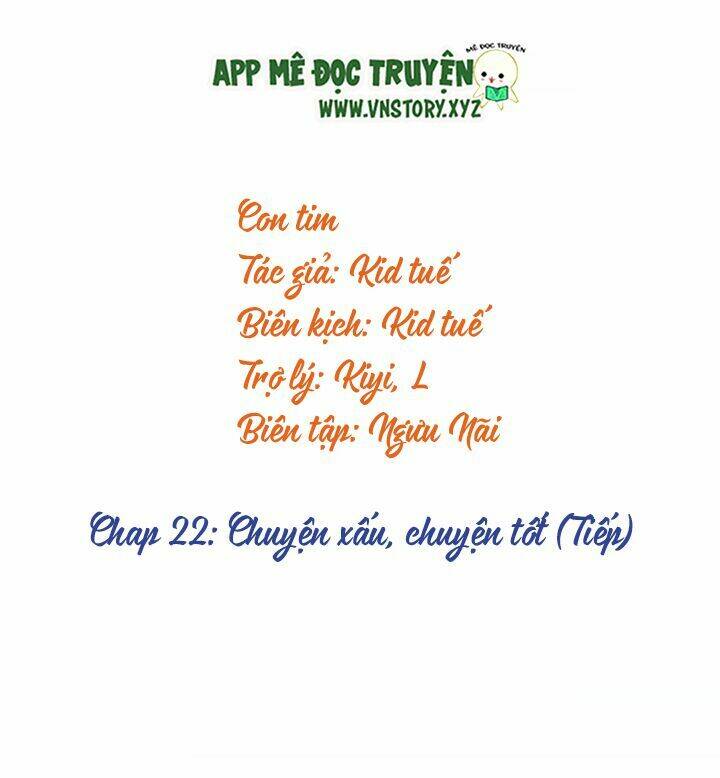 APP MÊ ĐỌC TRUYỆN
MÊ ĐỌC TRUYỆN
WWW.VNSTORY.XYZ
Con tim
Tác giả: Kid tuế
Biên kịch: Kid tuế
Trợ lý: Kiyi, L
Biên tập: Ngưu Nãi
Chap 22: Chuyện xấu, chuyện tốt (Tiếp)